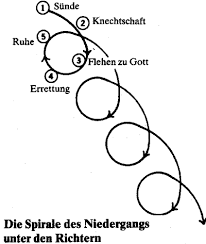 1 Sünde
2 Knechtschaft
3 Flehen zu Gott
4 Errettung
5 Ruhe
Die Spirale des Niedergangs
unter den Richtern